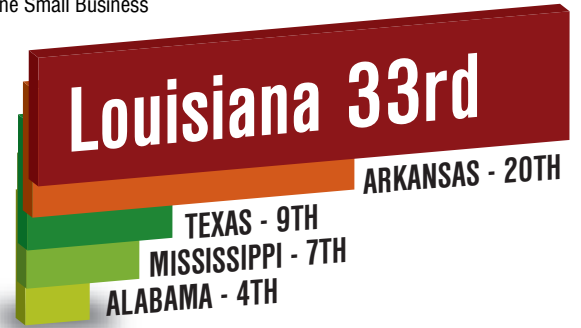 he Small Business
Louisiana 33rd
ARKANSAS - 20TH
TEXAS - 9TH
MISSISSIPPI - 7TH
ALABAMA - 4TH